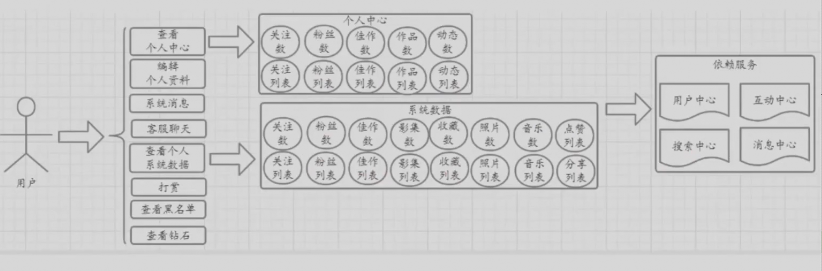 用户
查看
个人中心
编辑
个人资料
系统消息
客服聊天
查看个人
系统数据
打赏
查看黑名单
查看钻石
个人中心
关注
数
粉丝
数
佳作
数
作品
数
动态
数
关注
列表
粉丝
列表
佳作
列表
作品
列表
动态
列表
系统数据
关注
数
粉丝
数
佳作
数
影集
数
收藏
数
照片
数
音乐
数
点赞
数
关注
列表
粉丝
列表
佳作
列表
影集
列表
收藏
列表
照片
列表
音乐
列表
分享
列表
依赖服务
用户中心
互动中心
搜索中心
消息中心